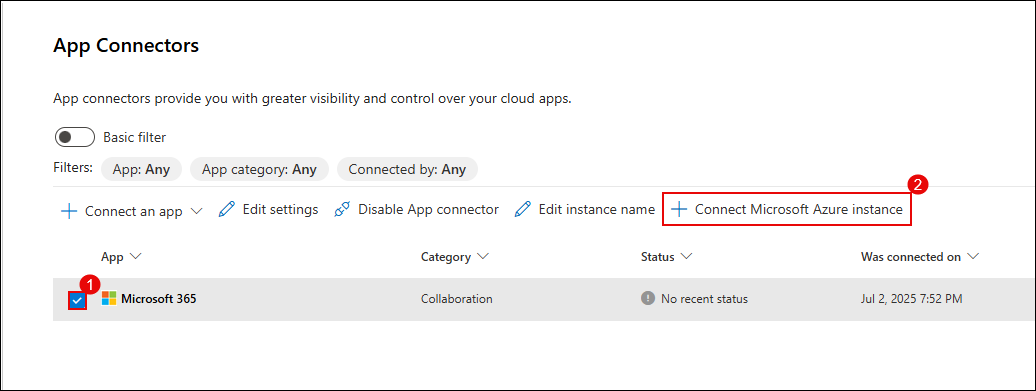 App Connectors
App connectors provide you with greater visibility and control over your cloud apps.
Basic filter
Filters: App: Any App category: Any Connected by: Any
2
Connect an app Edit settings Disable App connector Edit instance name Connect Microsoft Azure instance
App Category Status Was connected on
1
Microsoft 365 Collaboration No recent status Jul 2, 2025 7:52 PM